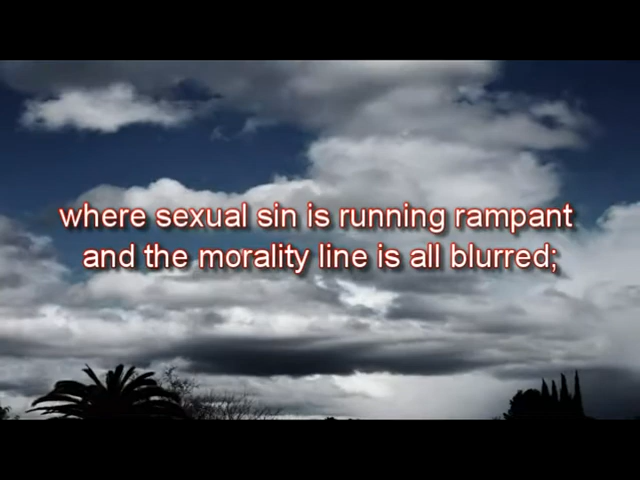 where sexual sin is running rampant
and the morality line is all blurred;